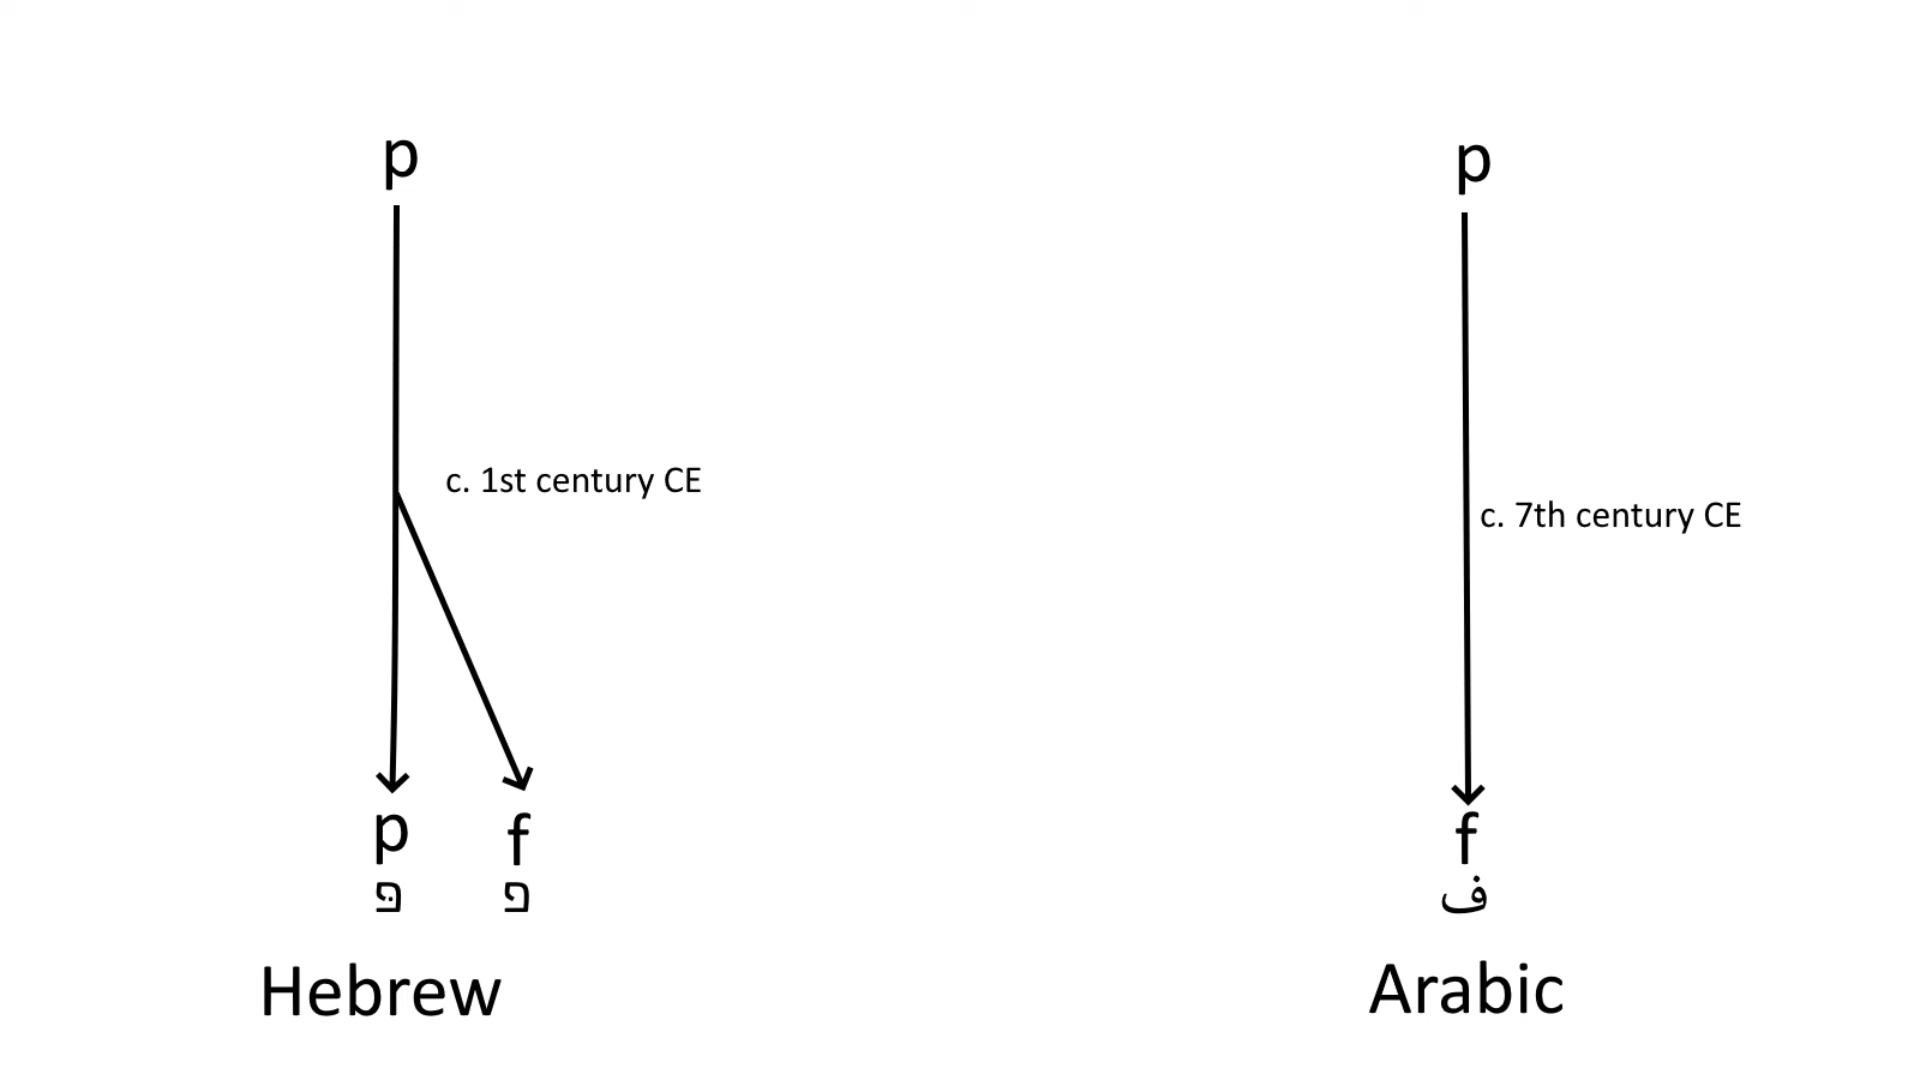 p
c. 1st century CE
p f
פּ פ
Hebrew
p
c. 7th century CE
f
ف
Arabic